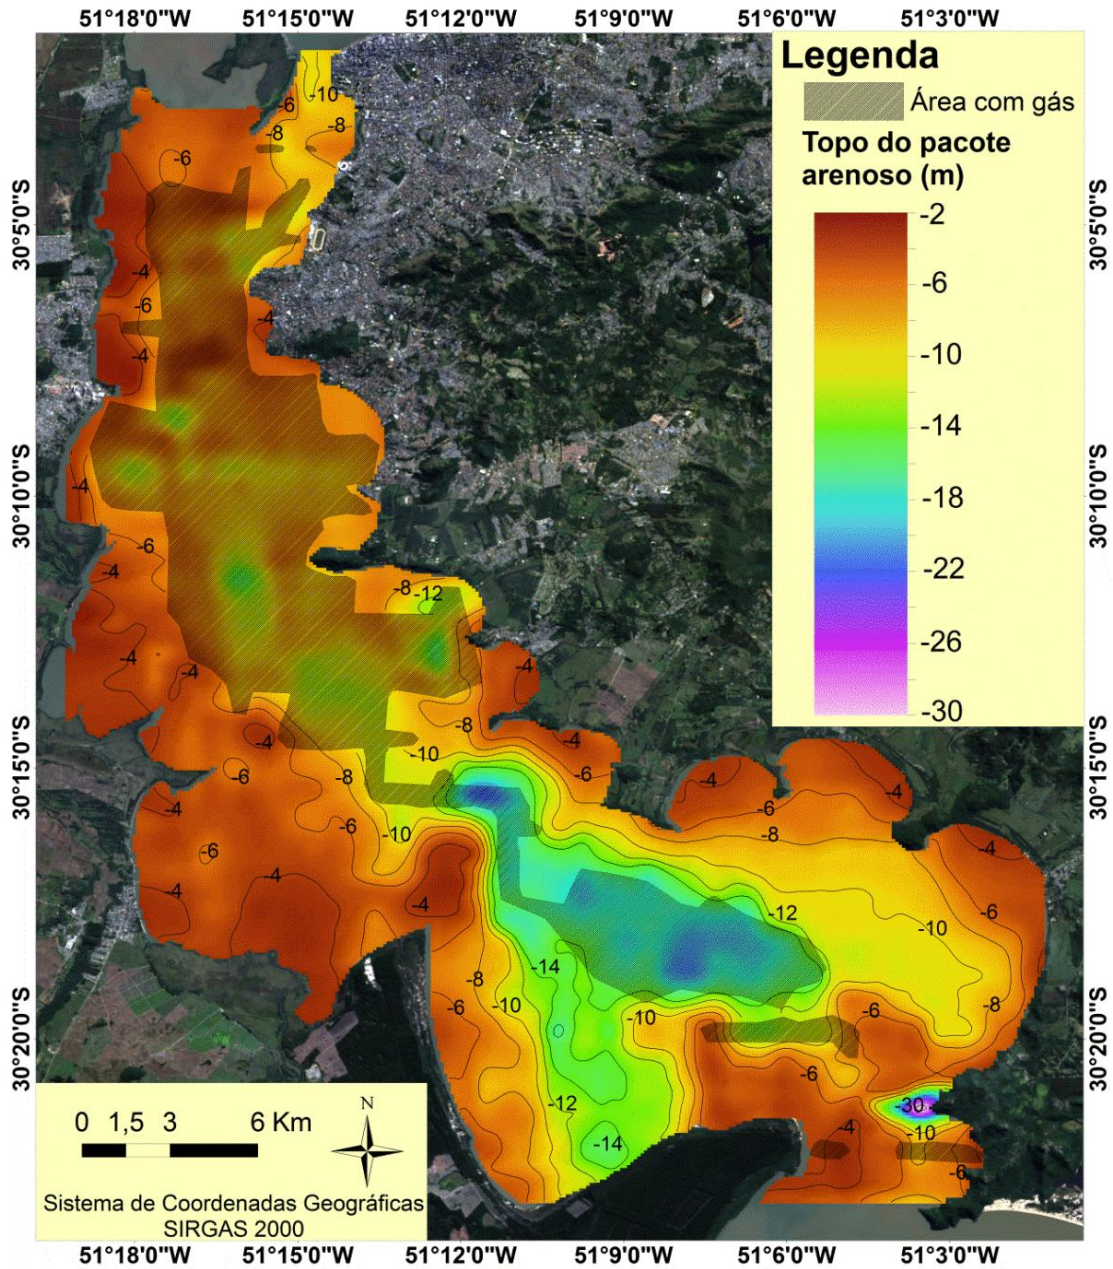 51°18'0"W 51°15'0"W 51°12'0"W 51°9'0"W 51°6'0"W 51°3'0"W
Legenda
Área com gás
Topo do pacote
arenoso (m)
-2
-6
-10
-14
-18
-22
-26
-30
30°5'0"S 30°5'0"S
30°10'0"S 30°10'0"S
30°15'0"S 30°15'0"S
30°20'0"S 30°20'0"S
-6 -10
-8 -8
-6
-4
-6 -4
-4
-4
-6
-4 -8 -12
-4 -4 -4
-8
-4 -10 -4
-6 -8 -6 -4 -4
-4 -6
-6 -10 -8
-6 -4
-4 -4
-4 -12 -6
-10
-14
-8
-6 -10 -10 -6 -8
-6
-12 -30
-4 -10
-14
-6
0 1,5 3 6 Km
N
Sistema de Coordenadas Geográficas
SIRGAS 2000
51°18'0"W 51°15'0"W 51°12'0"W 51°9'0"W 51°6'0"W 51°3'0"W